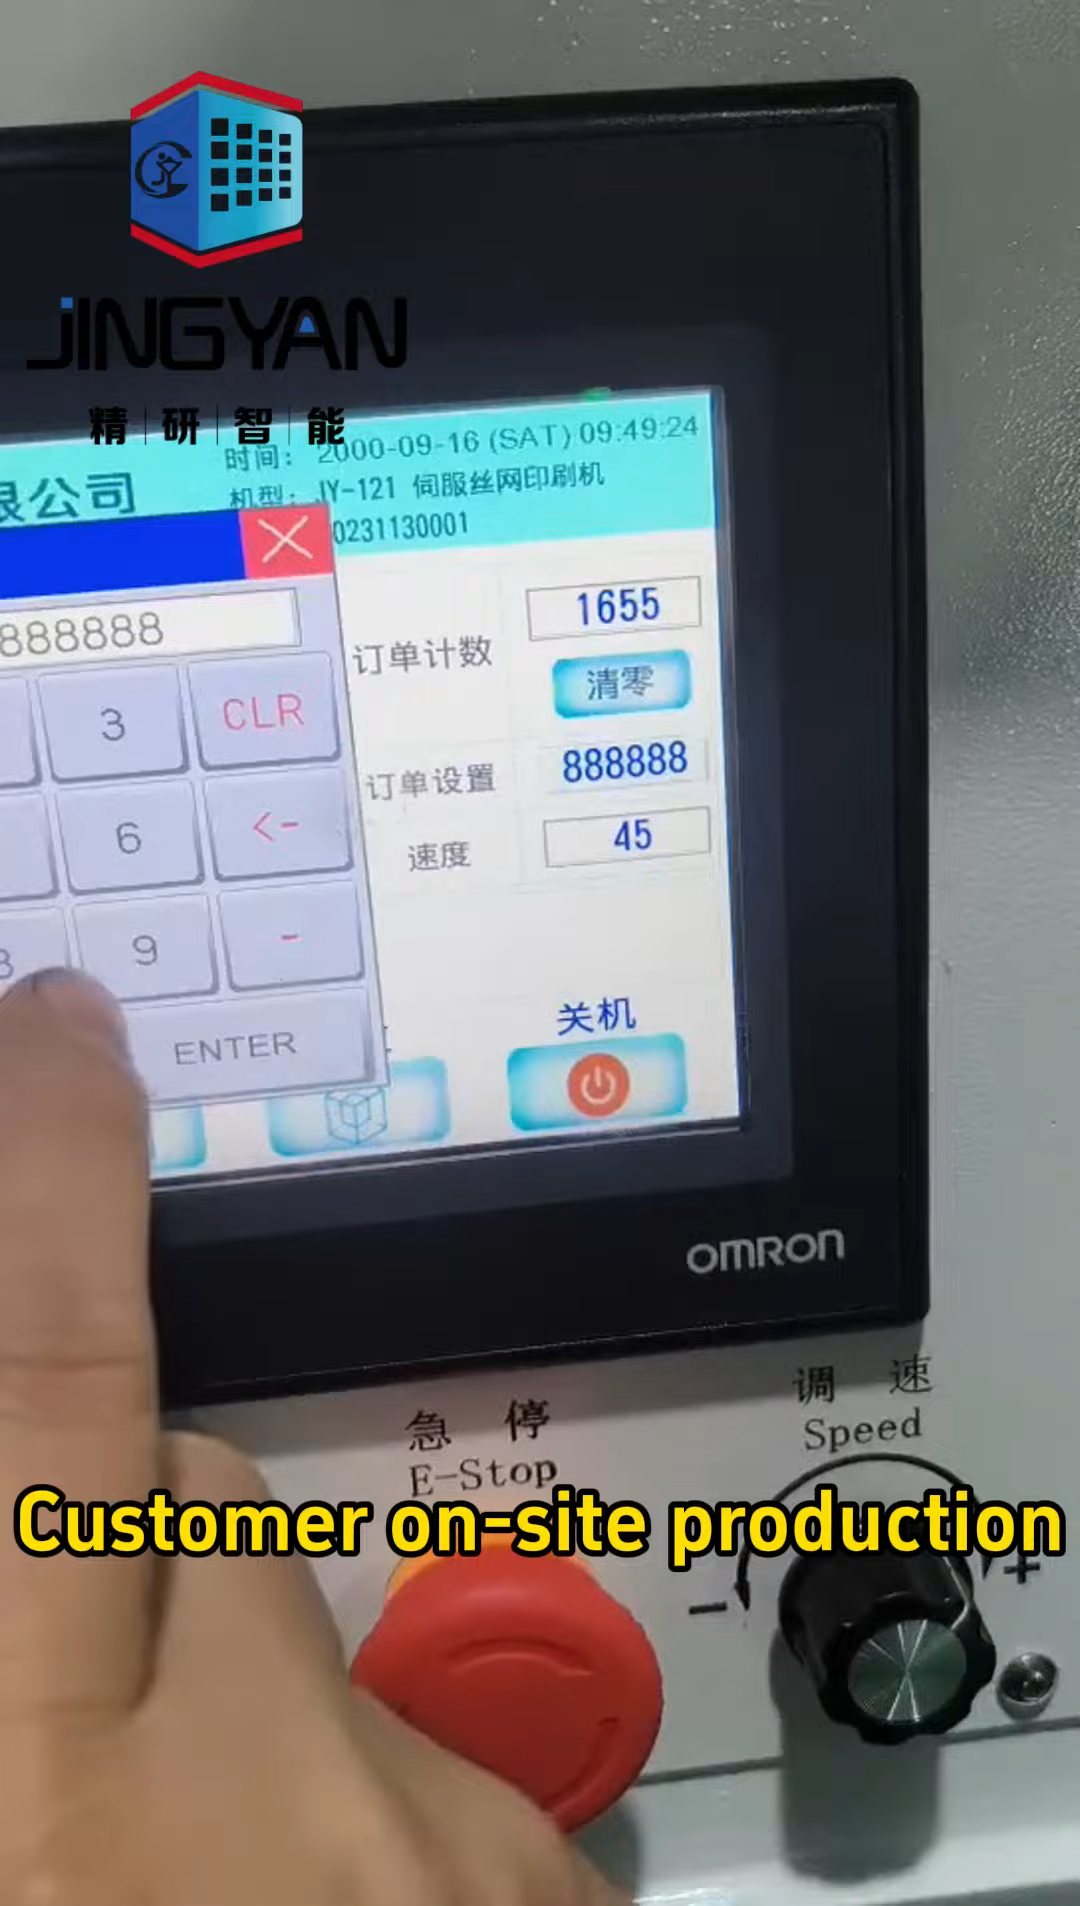 JINGYAN
精研智能
时间: 2000-09-16 (SAT) 09:49:24
限公司
机型: JY-121 伺服丝网印刷机
0231130001
888888
1655
订单计数
3
CLR
清零
订单设置
888888
6
<-
速度
45
9
-
ENTER
关机
OMRON
急停
E-Stop
调速
Speed
Customer on-site production
- +